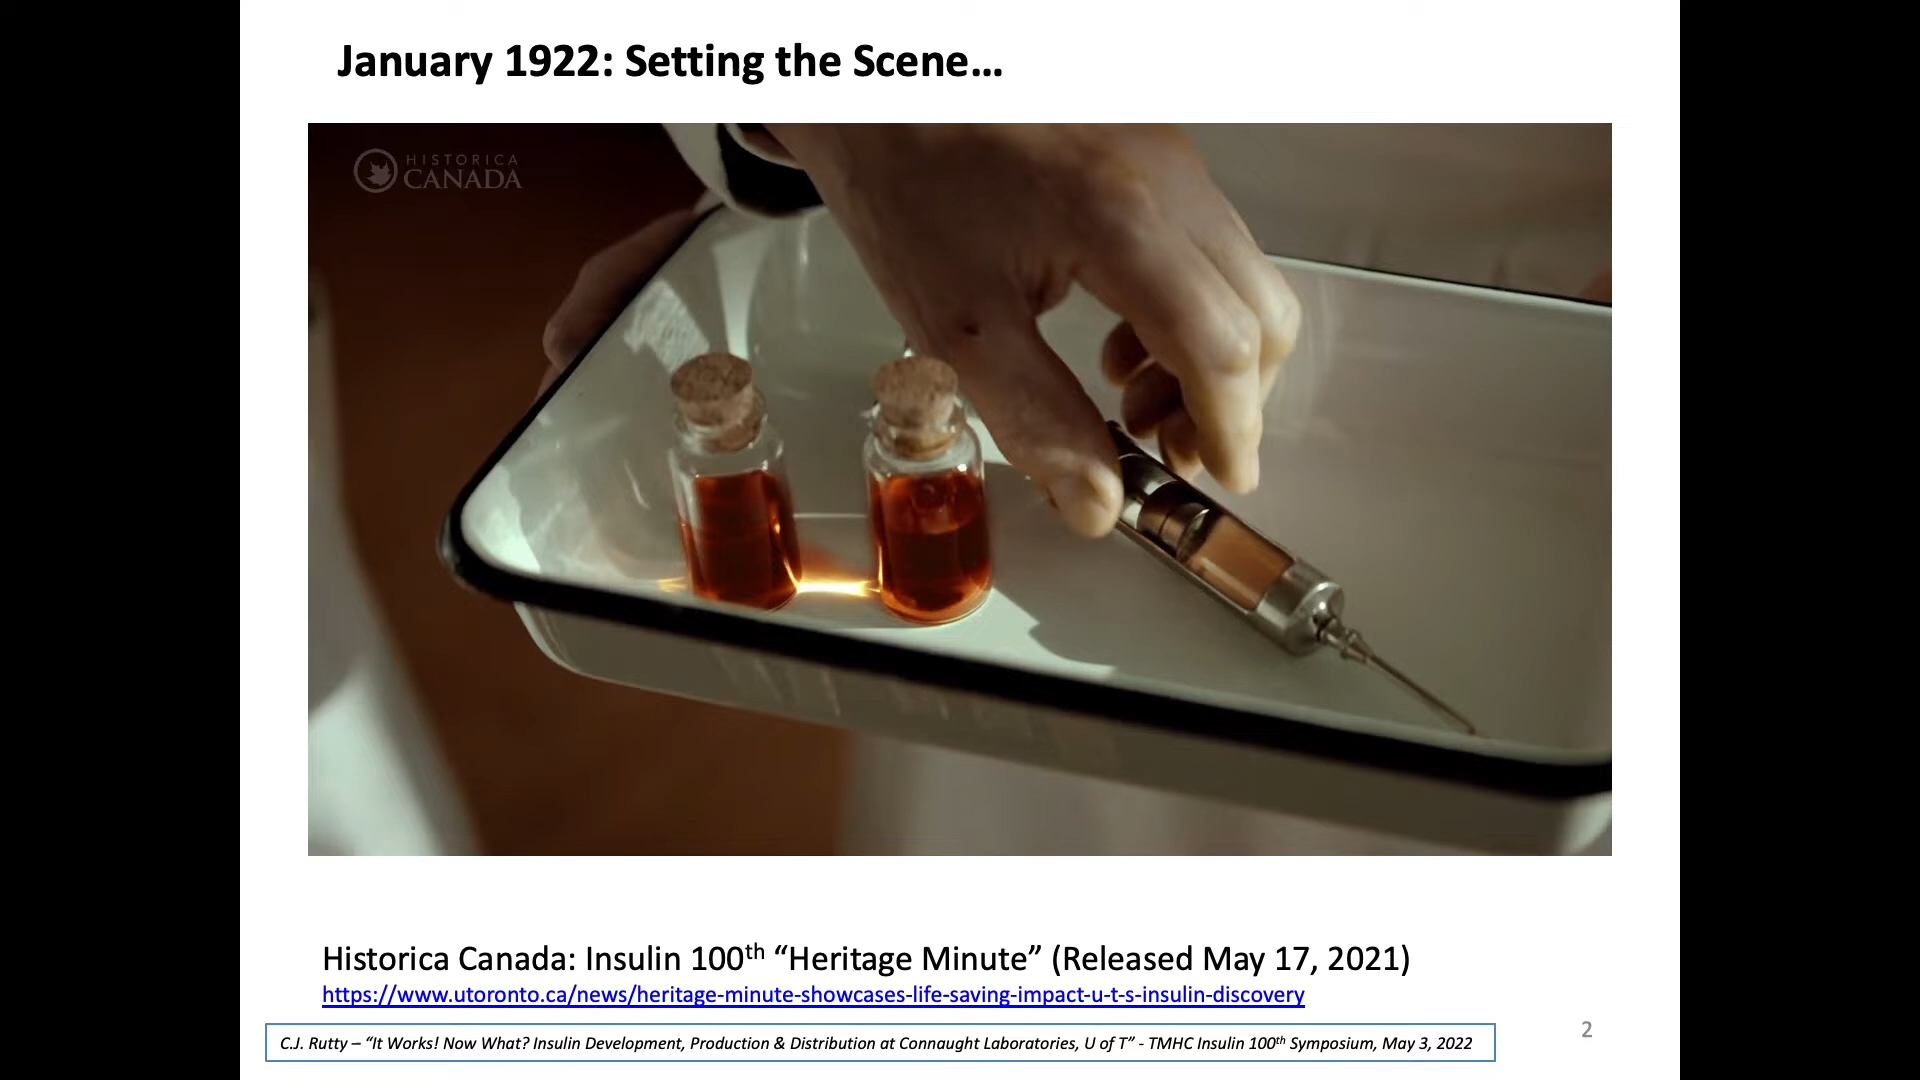 January 1922: Setting the Scene…
HISTORICA
CANADA
Historica Canada: Insulin 100th “Heritage Minute” (Released May 17, 2021)
https://www.utoronto.ca/news/heritage-minute-showcases-life-saving-impact-u-t-s-insulin-discovery
C.J. Rutty – “It Works! Now What? Insulin Development, Production & Distribution at Connaught Laboratories, U of T” - TMHC Insulin 100th Symposium, May 3, 2022
2